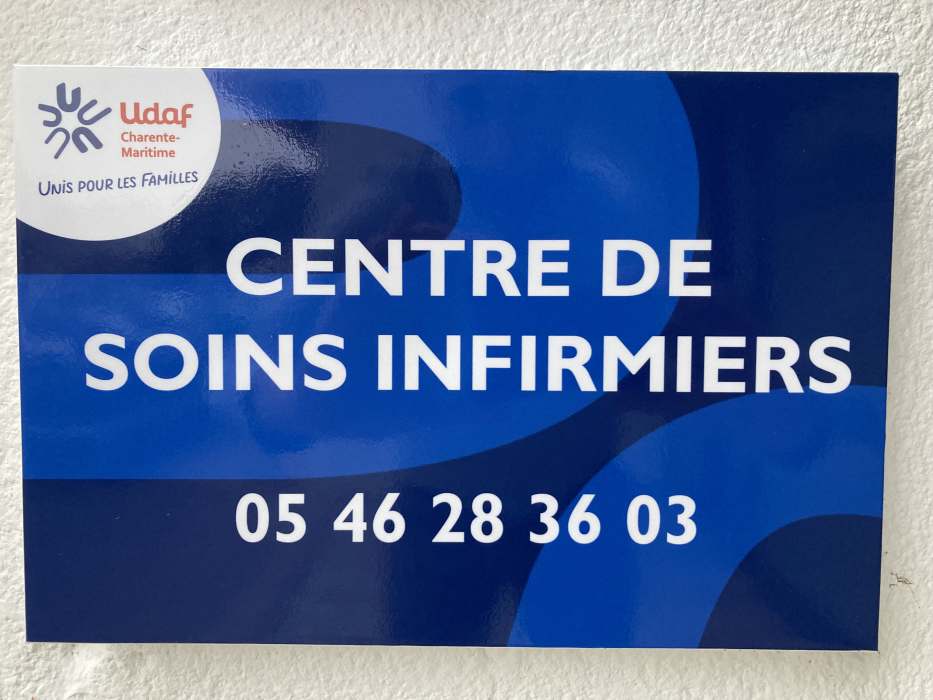 Udaf
Charente-
Maritime
UNIS POUR LES FAMILLES
CENTRE DE
SOINS INFIRMIERS
05 46 28 36 03